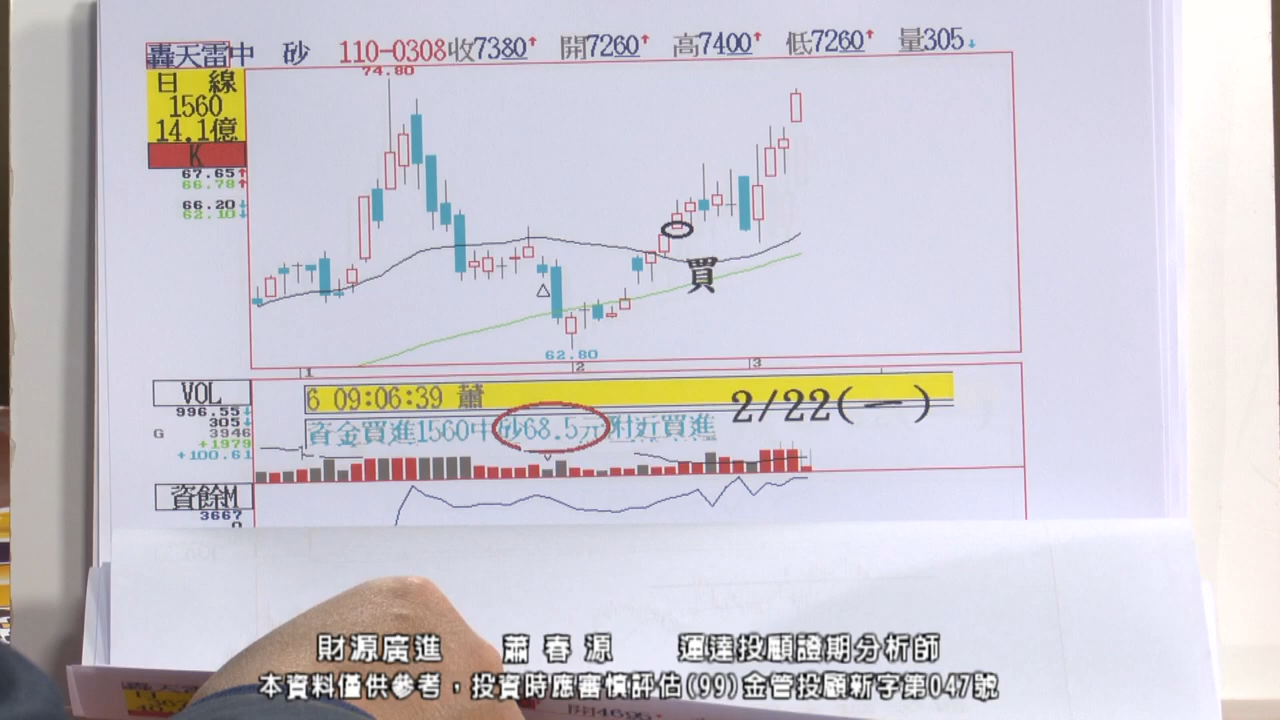 轟天雷中 砂 110-0308收7380↑ 開7260↑ 高7400↑ 低7260↑ 量305↓
日 線
1560
14.1億
K
67.65↑
66.78↑
66.20↓
62.10↓
74.80
買
62.80
1 2 3
VOL
996.55↓
305↓
G 3946
+1979
+100.61
6 09:06:39 蕭
2/22(一)
資金買進1560中砂68.5元附近買進
資餘M
3667
0
財源廣進 蕭春源 運達投顧證期分析師
本資料僅供參考，投資時應審慎評估(99)金管投顧新字第047號